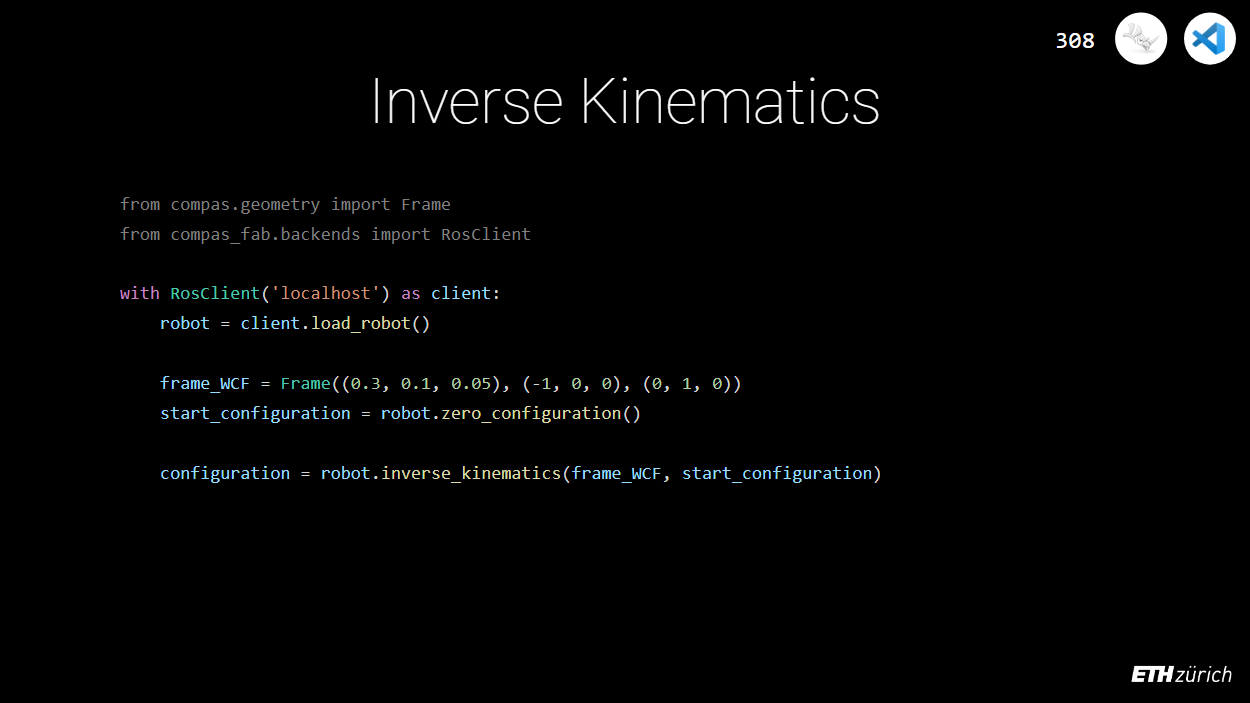 308
Inverse Kinematics
from compas.geometry import Frame
from compas_fab.backends import RosClient
with RosClient('localhost') as client:
    robot = client.load_robot()
    frame_WCF = Frame((0.3, 0.1, 0.05), (-1, 0, 0), (0, 1, 0))
    start_configuration = robot.zero_configuration()
    configuration = robot.inverse_kinematics(frame_WCF, start_configuration)
ETH zürich